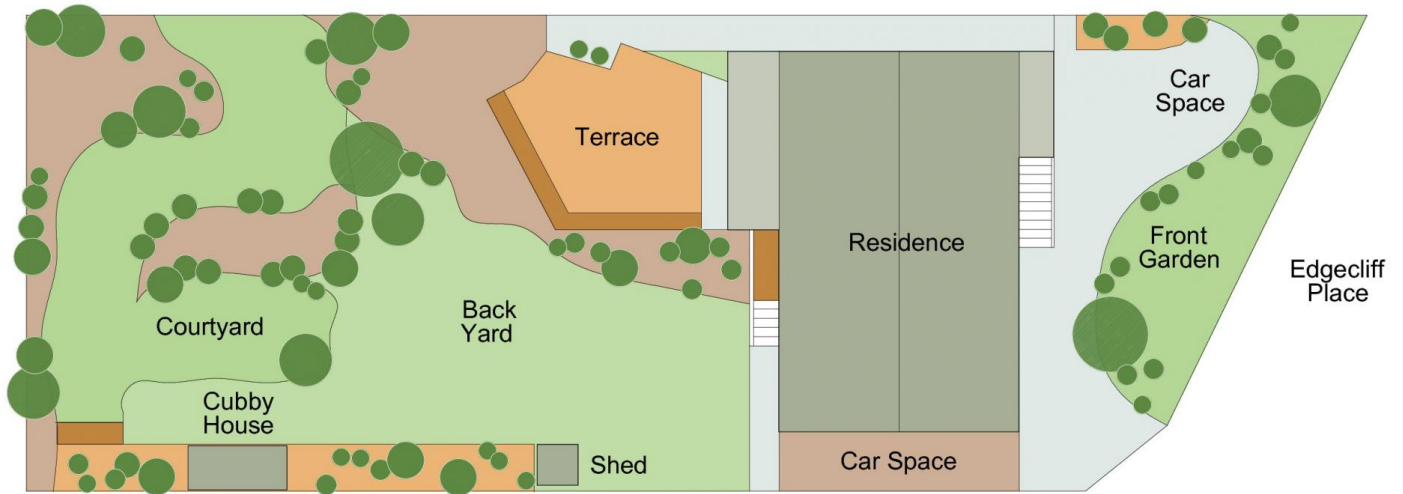 Car
Space
Terrace
Residence
Front
Garden
Edgecliff
Place
Back
Yard
Courtyard
Cubby
House
Shed
Car Space